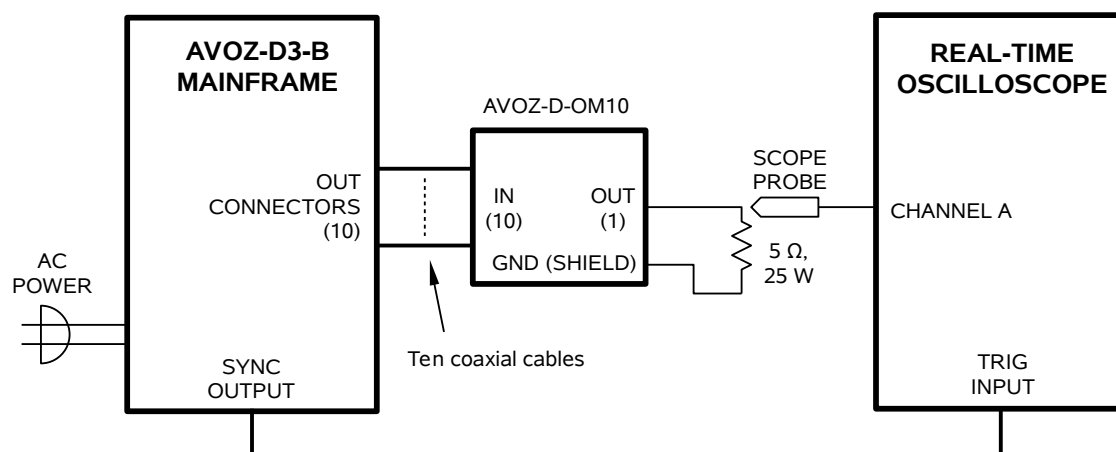 AVOZ-D3-B
MAINFRAME
OUT
CONNECTORS
(10)
AC
POWER
SYNC
OUTPUT
Ten coaxial cables
AVOZ-D-OM10
IN
(10)
OUT
(1)
GND (SHIELD)
SCOPE
PROBE
5 Ω,
25 W
REAL-TIME
OSCILLOSCOPE
CHANNEL A
TRIG
INPUT